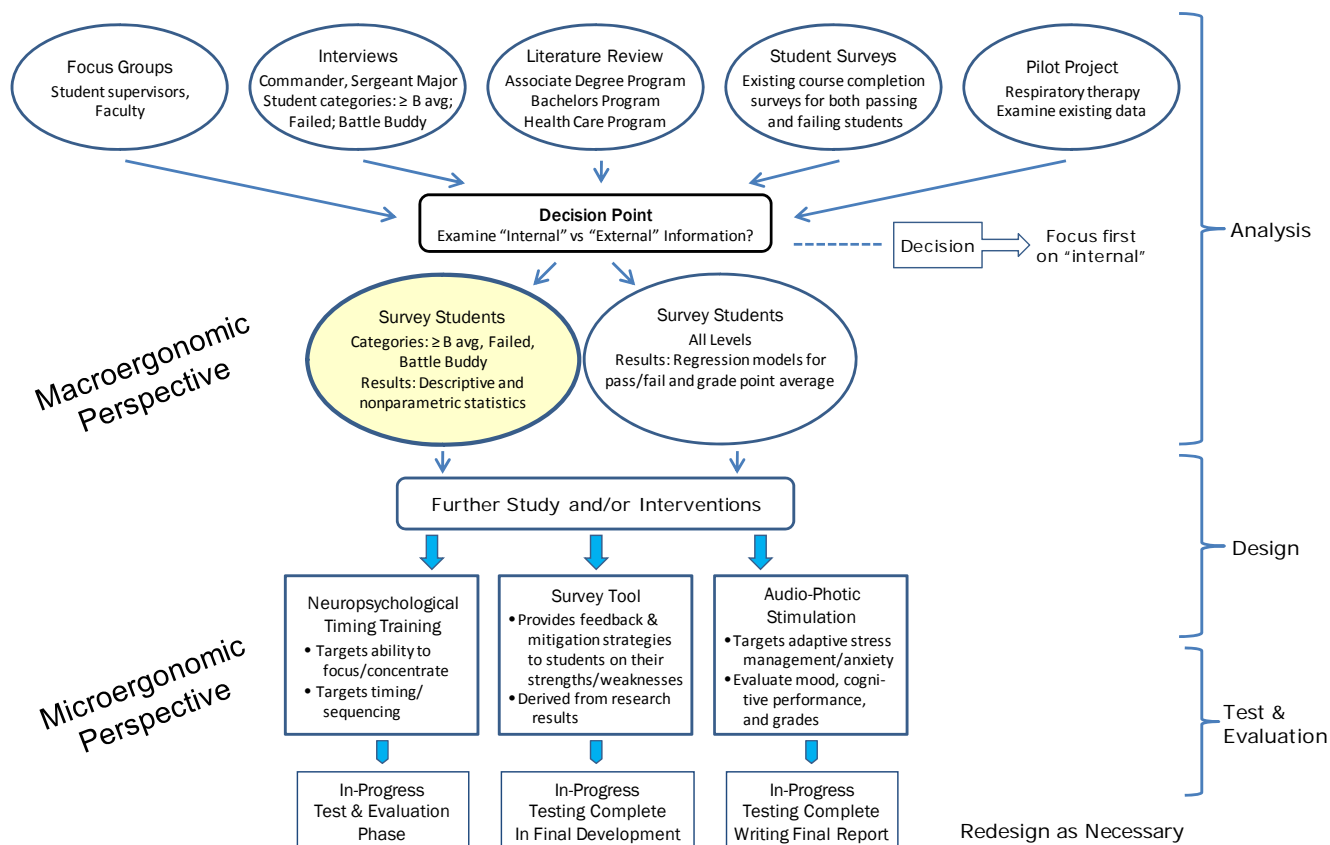 Focus Groups
Student supervisors,
Faculty
Interviews
Commander, Sergeant Major
Student categories: ≥ B avg;
Failed; Battle Buddy
Literature Review
Associate Degree Program
Bachelors Program
Health Care Program
Student Surveys
Existing course completion
surveys for both passing
and failing students
Pilot Project
Respiratory therapy
Examine existing data
Decision Point
Examine “Internal” vs “External” Information?
Decision
Focus first
on “internal”
Analysis
Macroergonomic
Perspective
Survey Students
Categories: ≥ B avg, Failed,
Battle Buddy
Results: Descriptive and
nonparametric statistics
Survey Students
All Levels
Results: Regression models for
pass/fail and grade point average
Further Study and/or Interventions
Design
Microergonomic
Perspective
Neuropsychological
Timing Training
• Targets ability to
focus/concentrate
• Targets timing/
sequencing
Survey Tool
• Provides feedback &
mitigation strategies
to students on their
strengths/weaknesses
• Derived from research
results
Audio-Photic
Stimulation
• Targets adaptive stress
management/anxiety
• Evaluate mood, cogni-
tive performance,
and grades
Test &
Evaluation
In-Progress
Test & Evaluation
Phase
In-Progress
Testing Complete
In Final Development
In-Progress
Testing Complete
Writing Final Report
Redesign as Necessary